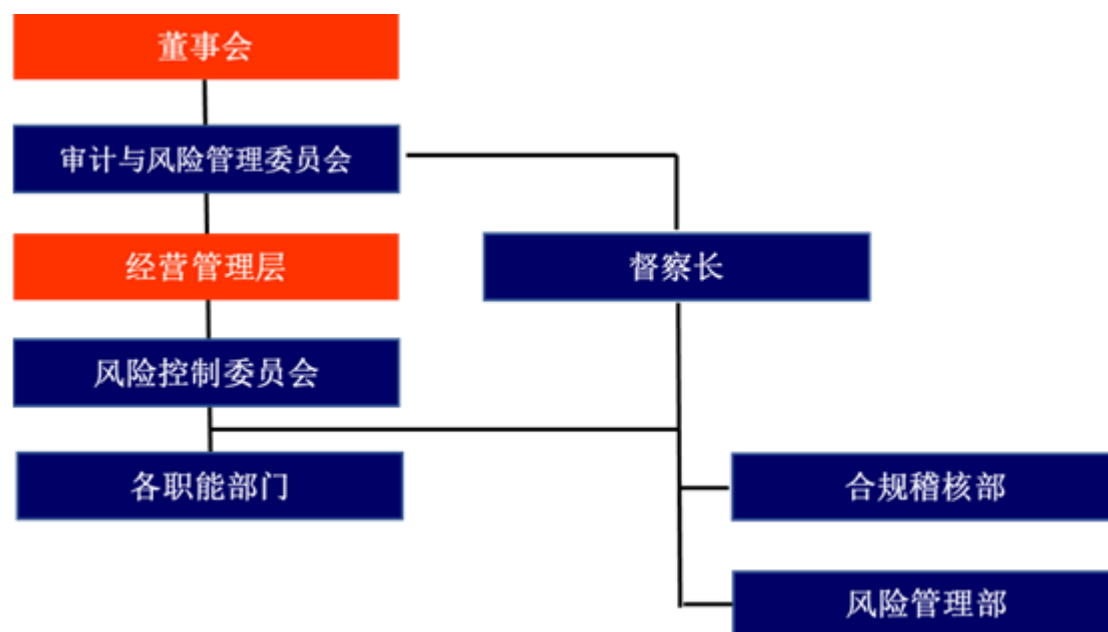 董事会
审计与风险管理委员会
经营管理层
督察长
风险控制委员会
各职能部门
合规稽核部
风险管理部